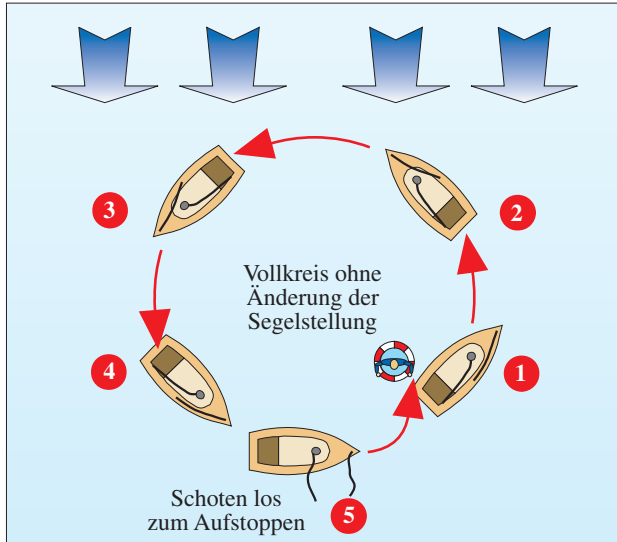 3
2
Vollkreis ohne
Änderung der
Segelstellung
4
1
Schoten los
zum Aufstoppen
5